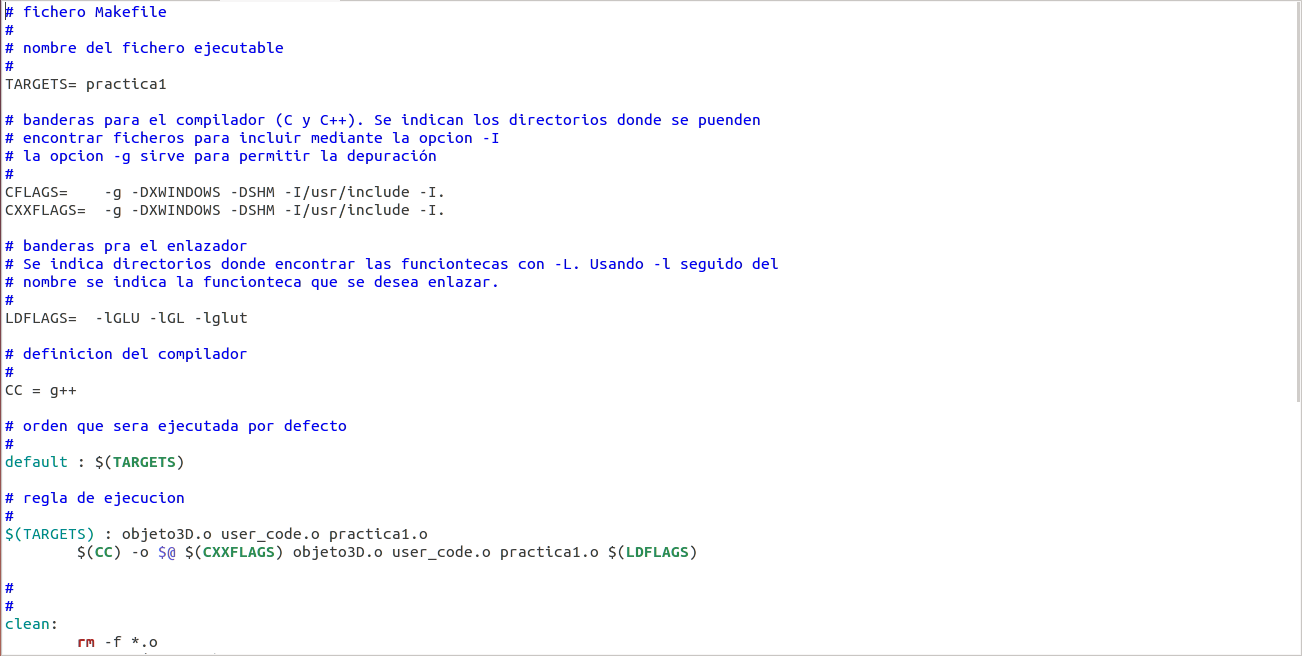 # fichero Makefile
#
# nombre del fichero ejecutable
#
TARGETS= practica1
# banderas para el compilador (C y C++). Se indican los directorios donde se puenden
# encontrar ficheros para incluir mediante la opcion -I
# la opcion -g sirve para permitir la depuración
#
CFLAGS=    -g -DXWINDOWS -DSHM -I/usr/include -I.
CXXFLAGS=  -g -DXWINDOWS -DSHM -I/usr/include -I.
# banderas pra el enlazador
# Se indica directorios donde encontrar las funciontecas con -L. Usando -l seguido del
# nombre se indica la funcionteca que se desea enlazar.
#
LDFLAGS=  -lGLU -lGL -lglut
# definicion del compilador
#
CC = g++
# orden que sera ejecutada por defecto
#
default : $(TARGETS)
# regla de ejecucion
#
$(TARGETS) : objeto3D.o user_code.o practica1.o
        $(CC) -o $@ $(CXXFLAGS) objeto3D.o user_code.o practica1.o $(LDFLAGS)
#
#
clean:
        rm -f *.o